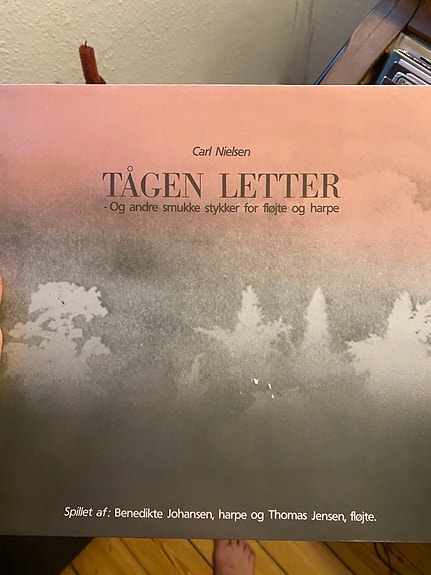 Carl Nielsen
TÅGEN LETTER
- Og andre smukke stykker for fløjte og harpe
Spillet af: Benedikte Johansen, harpe og Thomas Jensen, fløjte.